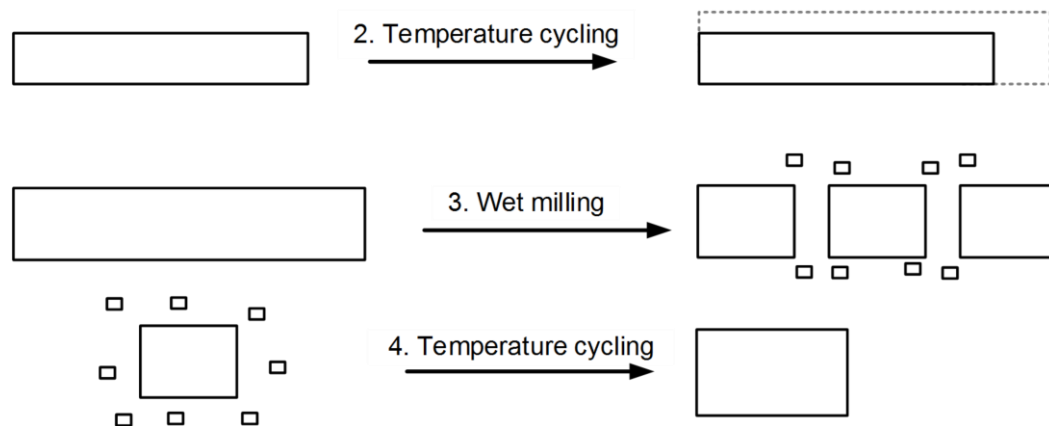 2. Temperature cycling
3. Wet milling
4. Temperature cycling